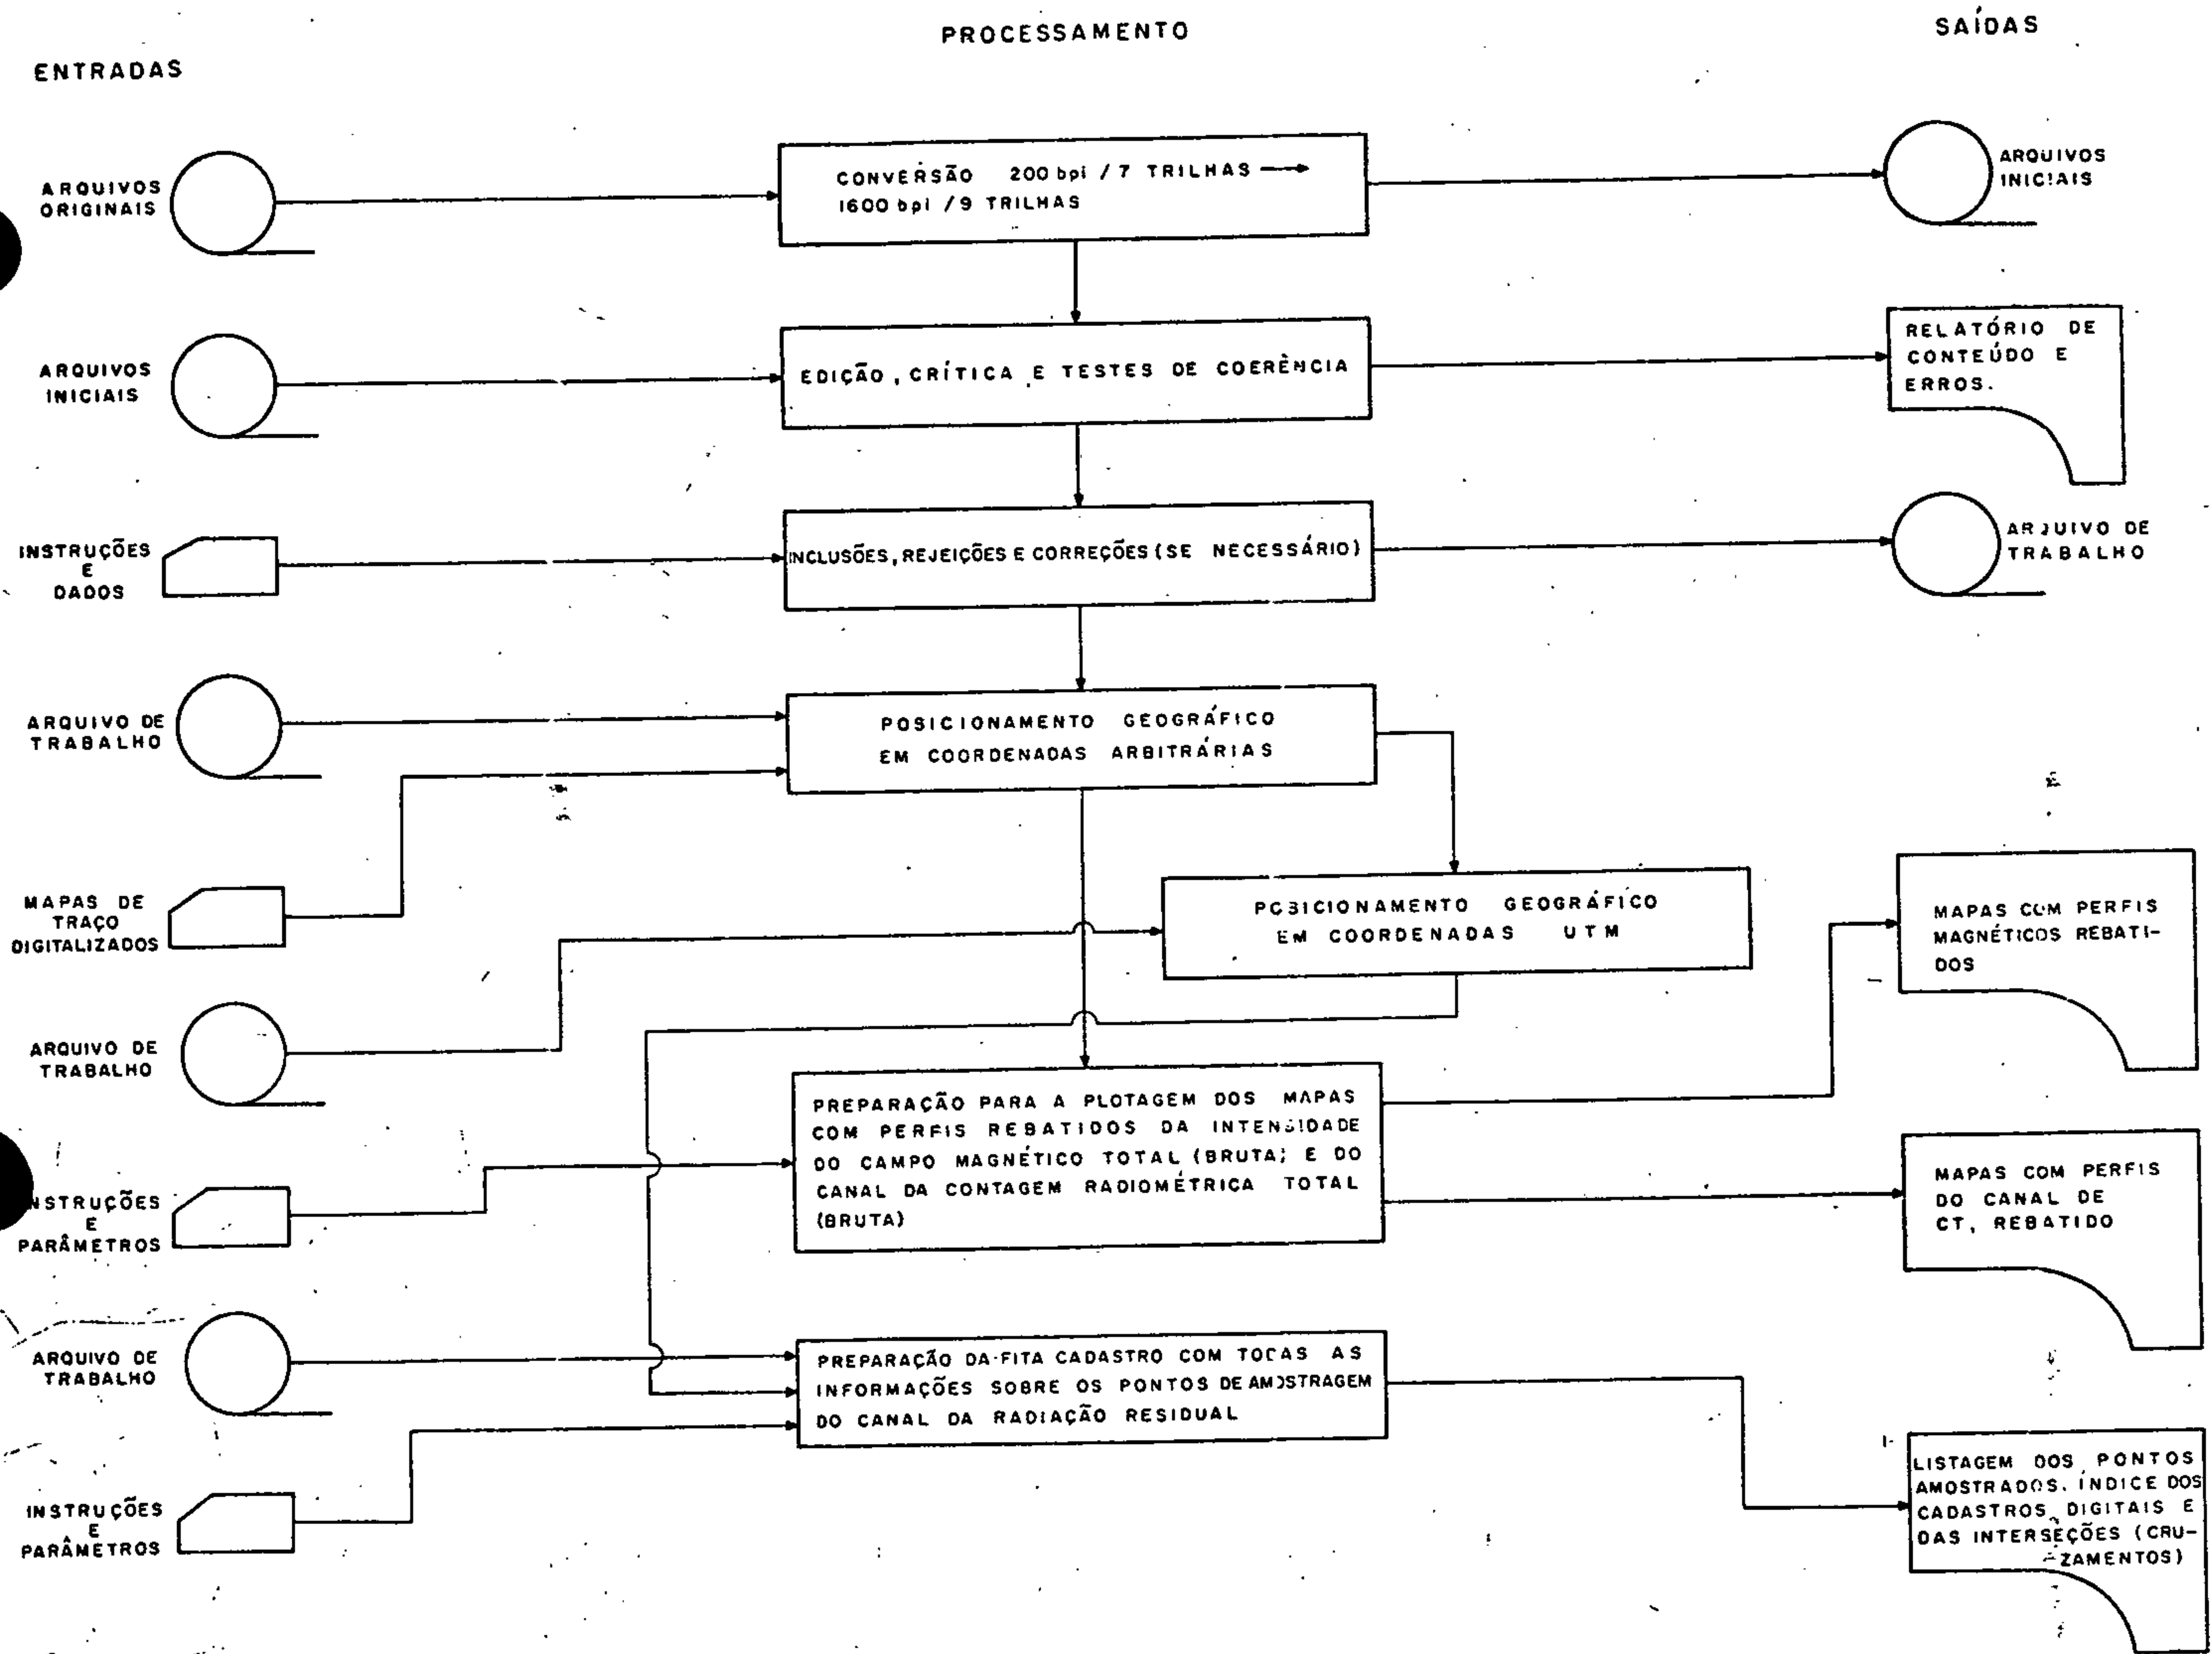 PROCESSAMENTO
SAÍDAS
ENTRADAS
ARQUIVOS
ORIGINAIS
CONVERSÃO 200 bpi / 7 TRILHAS →
1600 bpi / 9 TRILHAS
ARQUIVOS
INICIAIS
ARQUIVOS
INICIAIS
EDIÇÃO, CRÍTICA E TESTES DE COERÊNCIA
RELATÓRIO DE
CONTEÚDO E
ERROS.
INSTRUÇÕES
E
DADOS
INCLUSÕES, REJEIÇÕES E CORREÇÕES (SE NECESSÁRIO)
ARQUIVO DE
TRABALHO
ARQUIVO DE
TRABALHO
POSICIONAMENTO GEOGRÁFICO
EM COORDENADAS ARBITRÁRIAS
MAPAS DE
TRAÇO
DIGITALIZADOS
POSICIONAMENTO GEOGRÁFICO
EM COORDENADAS UTM
MAPAS COM PERFIS
MAGNÉTICOS REBATI-
DOS
ARQUIVO DE
TRABALHO
PREPARAÇÃO PARA A PLOTAGEM DOS MAPAS
COM PERFIS REBATIDOS DA INTENSIDADE
DO CAMPO MAGNÉTICO TOTAL (BRUTA) E DO
CANAL DA CONTAGEM RADIOMÉTRICA TOTAL
(BRUTA)
INSTRUÇÕES
E
PARÂMETROS
MAPAS COM PERFIS
DO CANAL DE
CT, REBATIDO
ARQUIVO DE
TRABALHO
PREPARAÇÃO DA FITA CADASTRO COM TODAS AS
INFORMAÇÕES SOBRE OS PONTOS DE AMOSTRAGEM
DO CANAL DA RADIAÇÃO RESIDUAL
INSTRUÇÕES
E
PARÂMETROS
LISTAGEM DOS PONTOS
AMOSTRADOS. ÍNDICE DOS
CADASTROS DIGITAIS E
DAS INTERSEÇÕES (CRU-
ZAMENTOS)